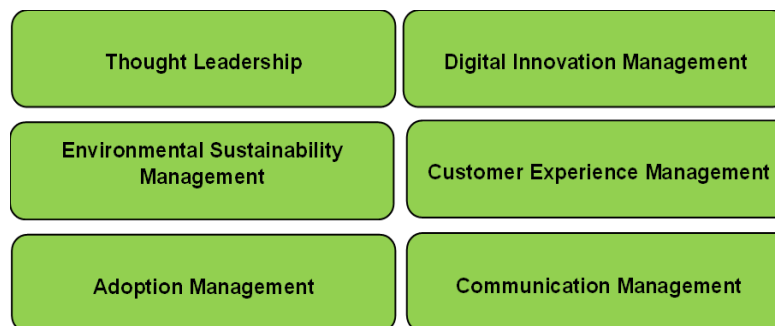 Thought Leadership
Digital Innovation Management
Environmental Sustainability
Management
Customer Experience Management
Adoption Management
Communication Management